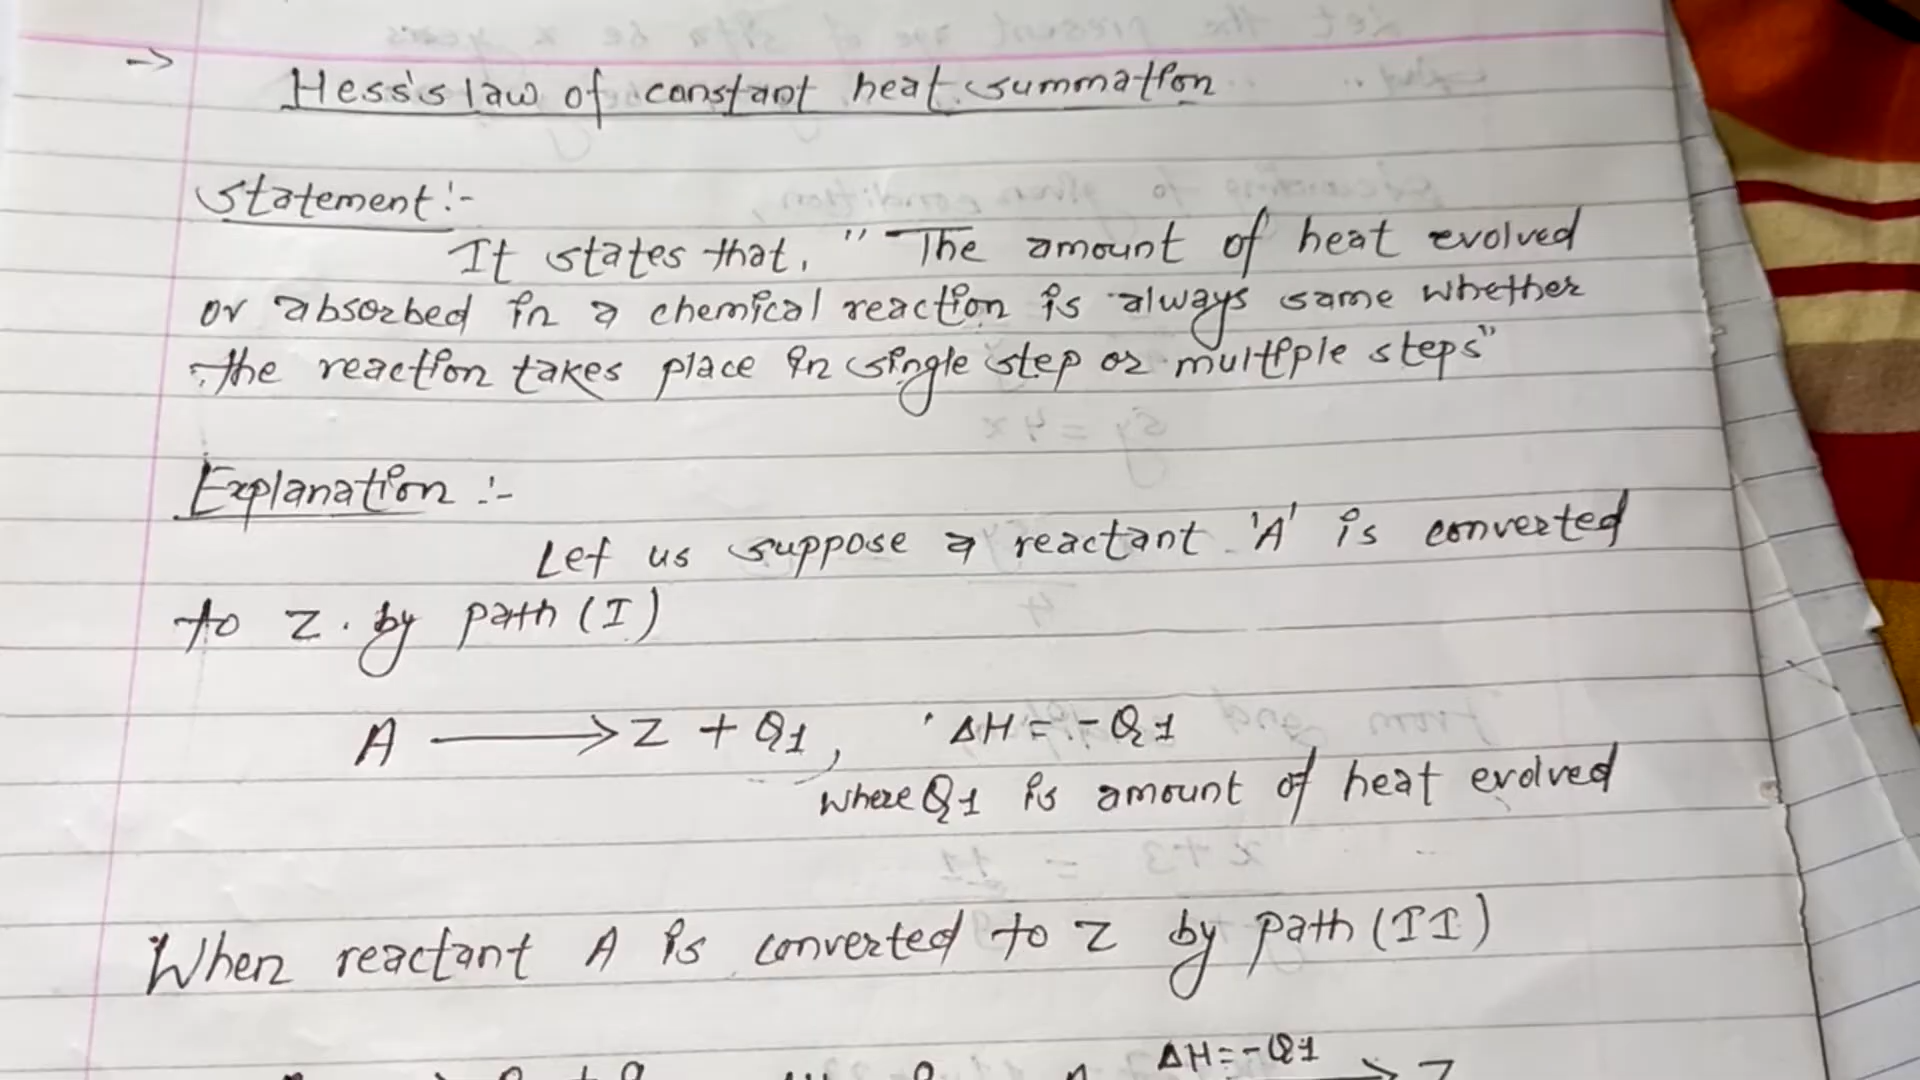 →
Hess's law of constant heat summation
Statement:-
It states that, "The amount of heat evolved
or absorbed in a chemical reaction is always same whether
the reaction takes place in single step or multiple steps"
Explanation :-
Let us suppose a reactant 'A' is converted
to Z. by path (I)
A ⟶ Z + Q1, ΔH = -Q1
where Q1 is amount of heat evolved
When reactant A is converted to Z by path (II)
ΔH = -Q1